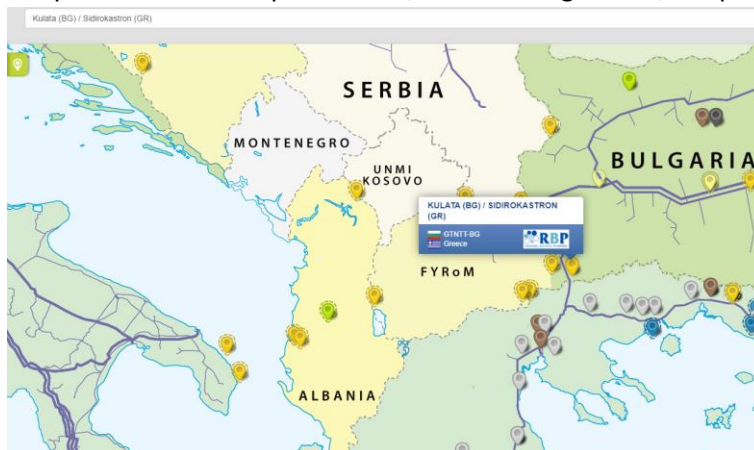 Kulata (BG) / Sidirokastron (GR)
SERBIA
MONTENEGRO
UNMI
KOSOVO
BULGARIA
KULATA (BG) / SIDIROKASTRON
(GR)
GTNTT-BG
Greece
RBP
FYRoM
ALBANIA